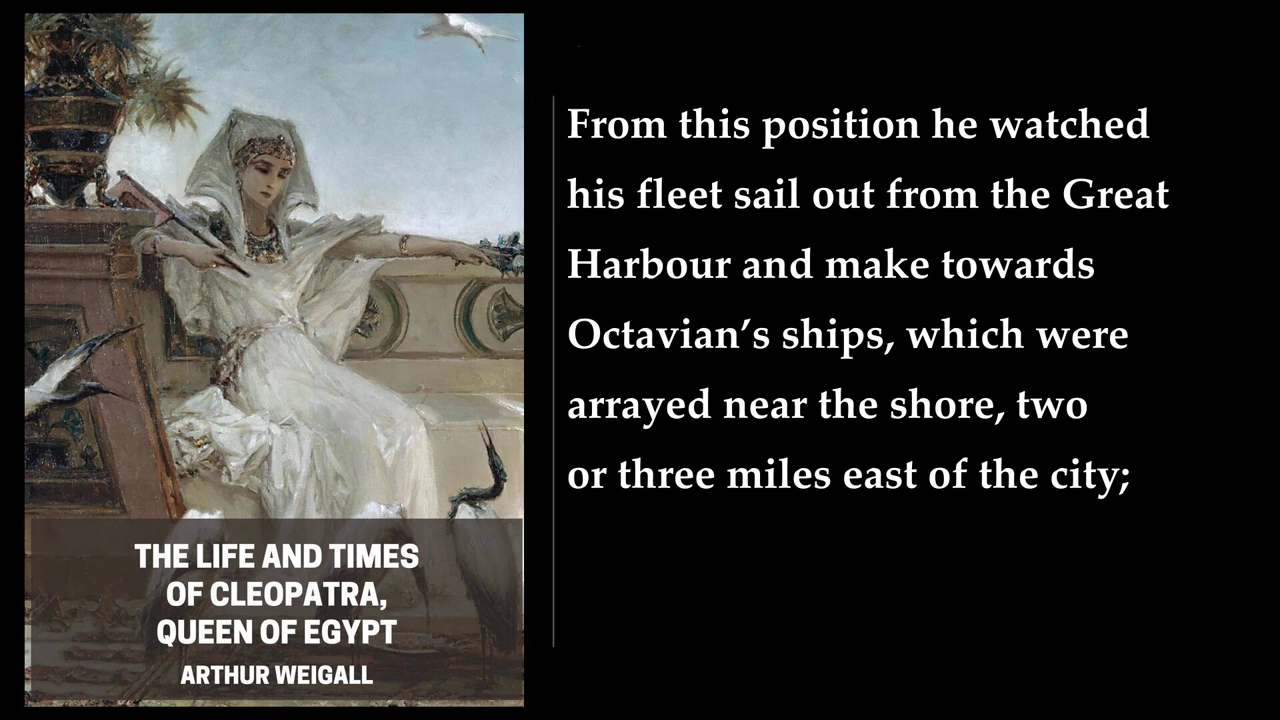 THE LIFE AND TIMES
OF CLEOPATRA,
QUEEN OF EGYPT
ARTHUR WEIGALL
From this position he watched
his fleet sail out from the Great
Harbour and make towards
Octavian’s ships, which were
arrayed near the shore, two
or three miles east of the city;